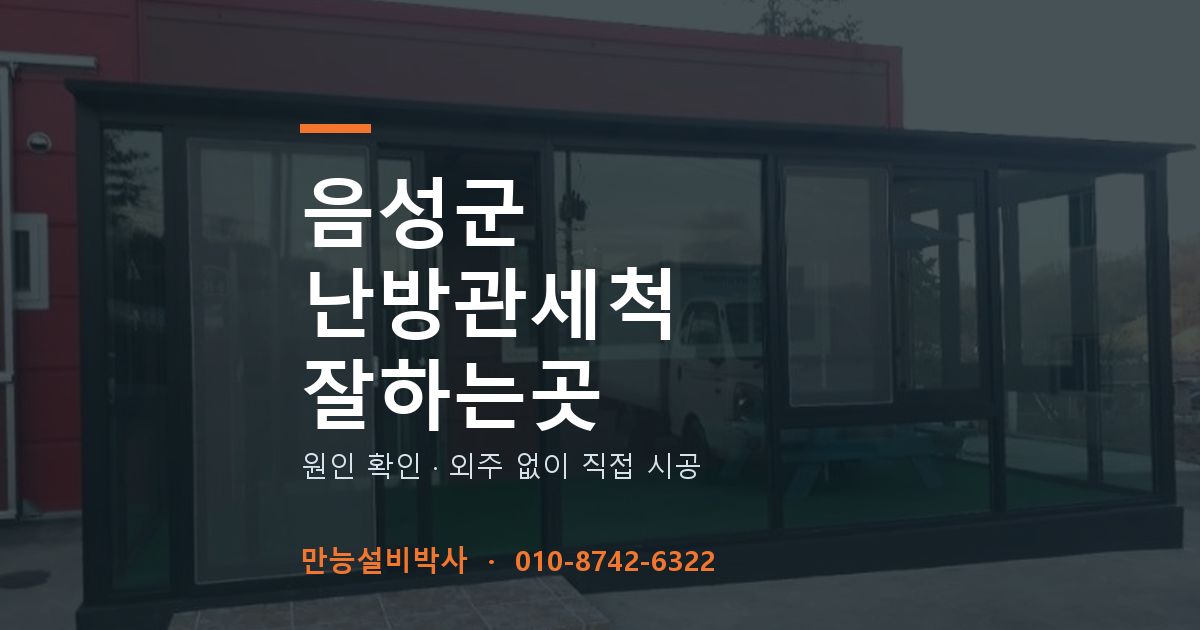 음성군
난방관세척
잘하는곳
원인 확인 · 외주 없이 직접 시공
만능설비박사 · 010-8742-6322